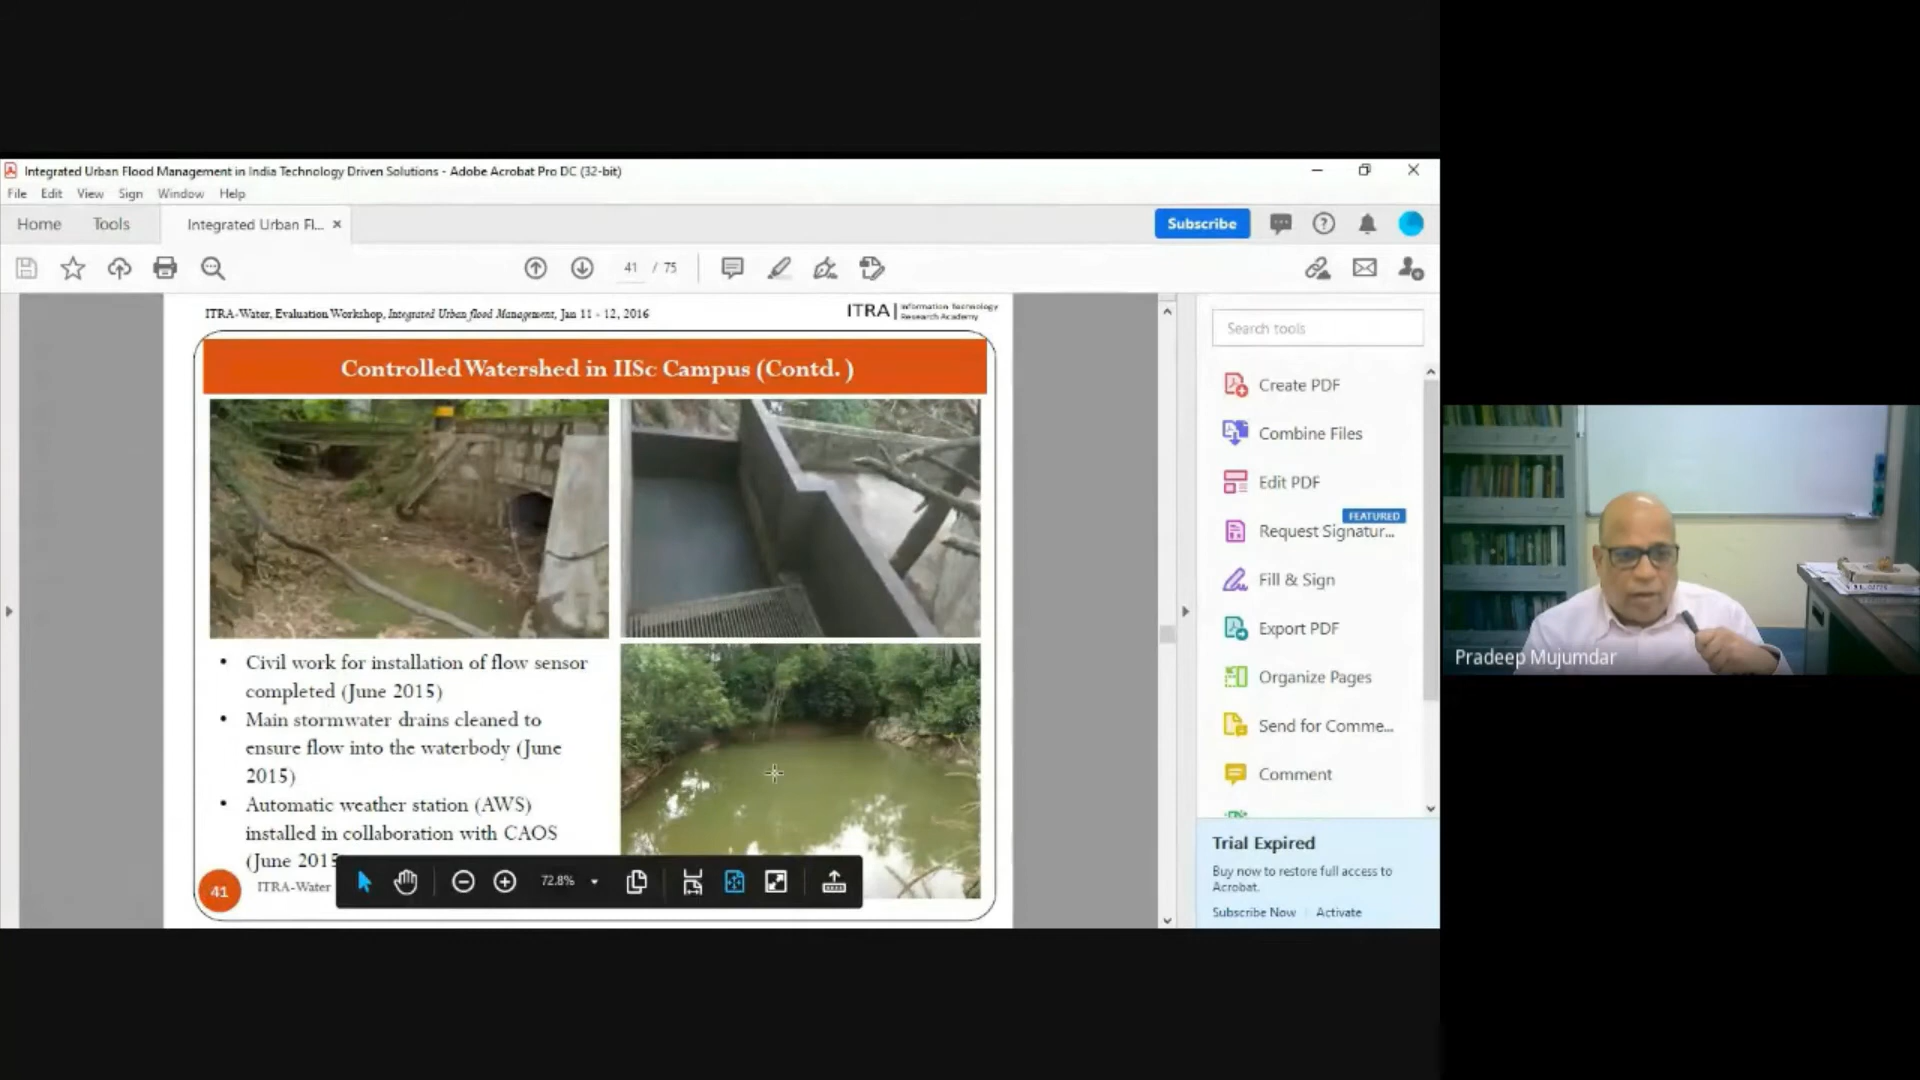 Integrated Urban Flood Management in India Technology Driven Solutions - Adobe Acrobat Pro DC (32-bit)
File Edit View Sign Window Help
Home Tools Integrated Urban Fl... ×
Subscribe
41 / 75
ITRA-Water, Evaluation Workshop, Integrated Urban flood Management, Jan 11 - 12, 2016
ITRA Information Technology
Research Academy
Controlled Watershed in IISc Campus (Contd. )
• Civil work for installation of flow sensor
completed (June 2015)
• Main stormwater drains cleaned to
ensure flow into the waterbody (June
2015)
• Automatic weather station (AWS)
installed in collaboration with CAOS
(June 2015
41 ITRA-Water
72.8%
Search tools
Create PDF
Combine Files
Edit PDF
FEATURED
Request Signatur...
Fill & Sign
Export PDF
Organize Pages
Send for Comme...
Comment
Trial Expired
Buy now to restore full access to
Acrobat.
Subscribe Now Activate
Pradeep Mujumdar